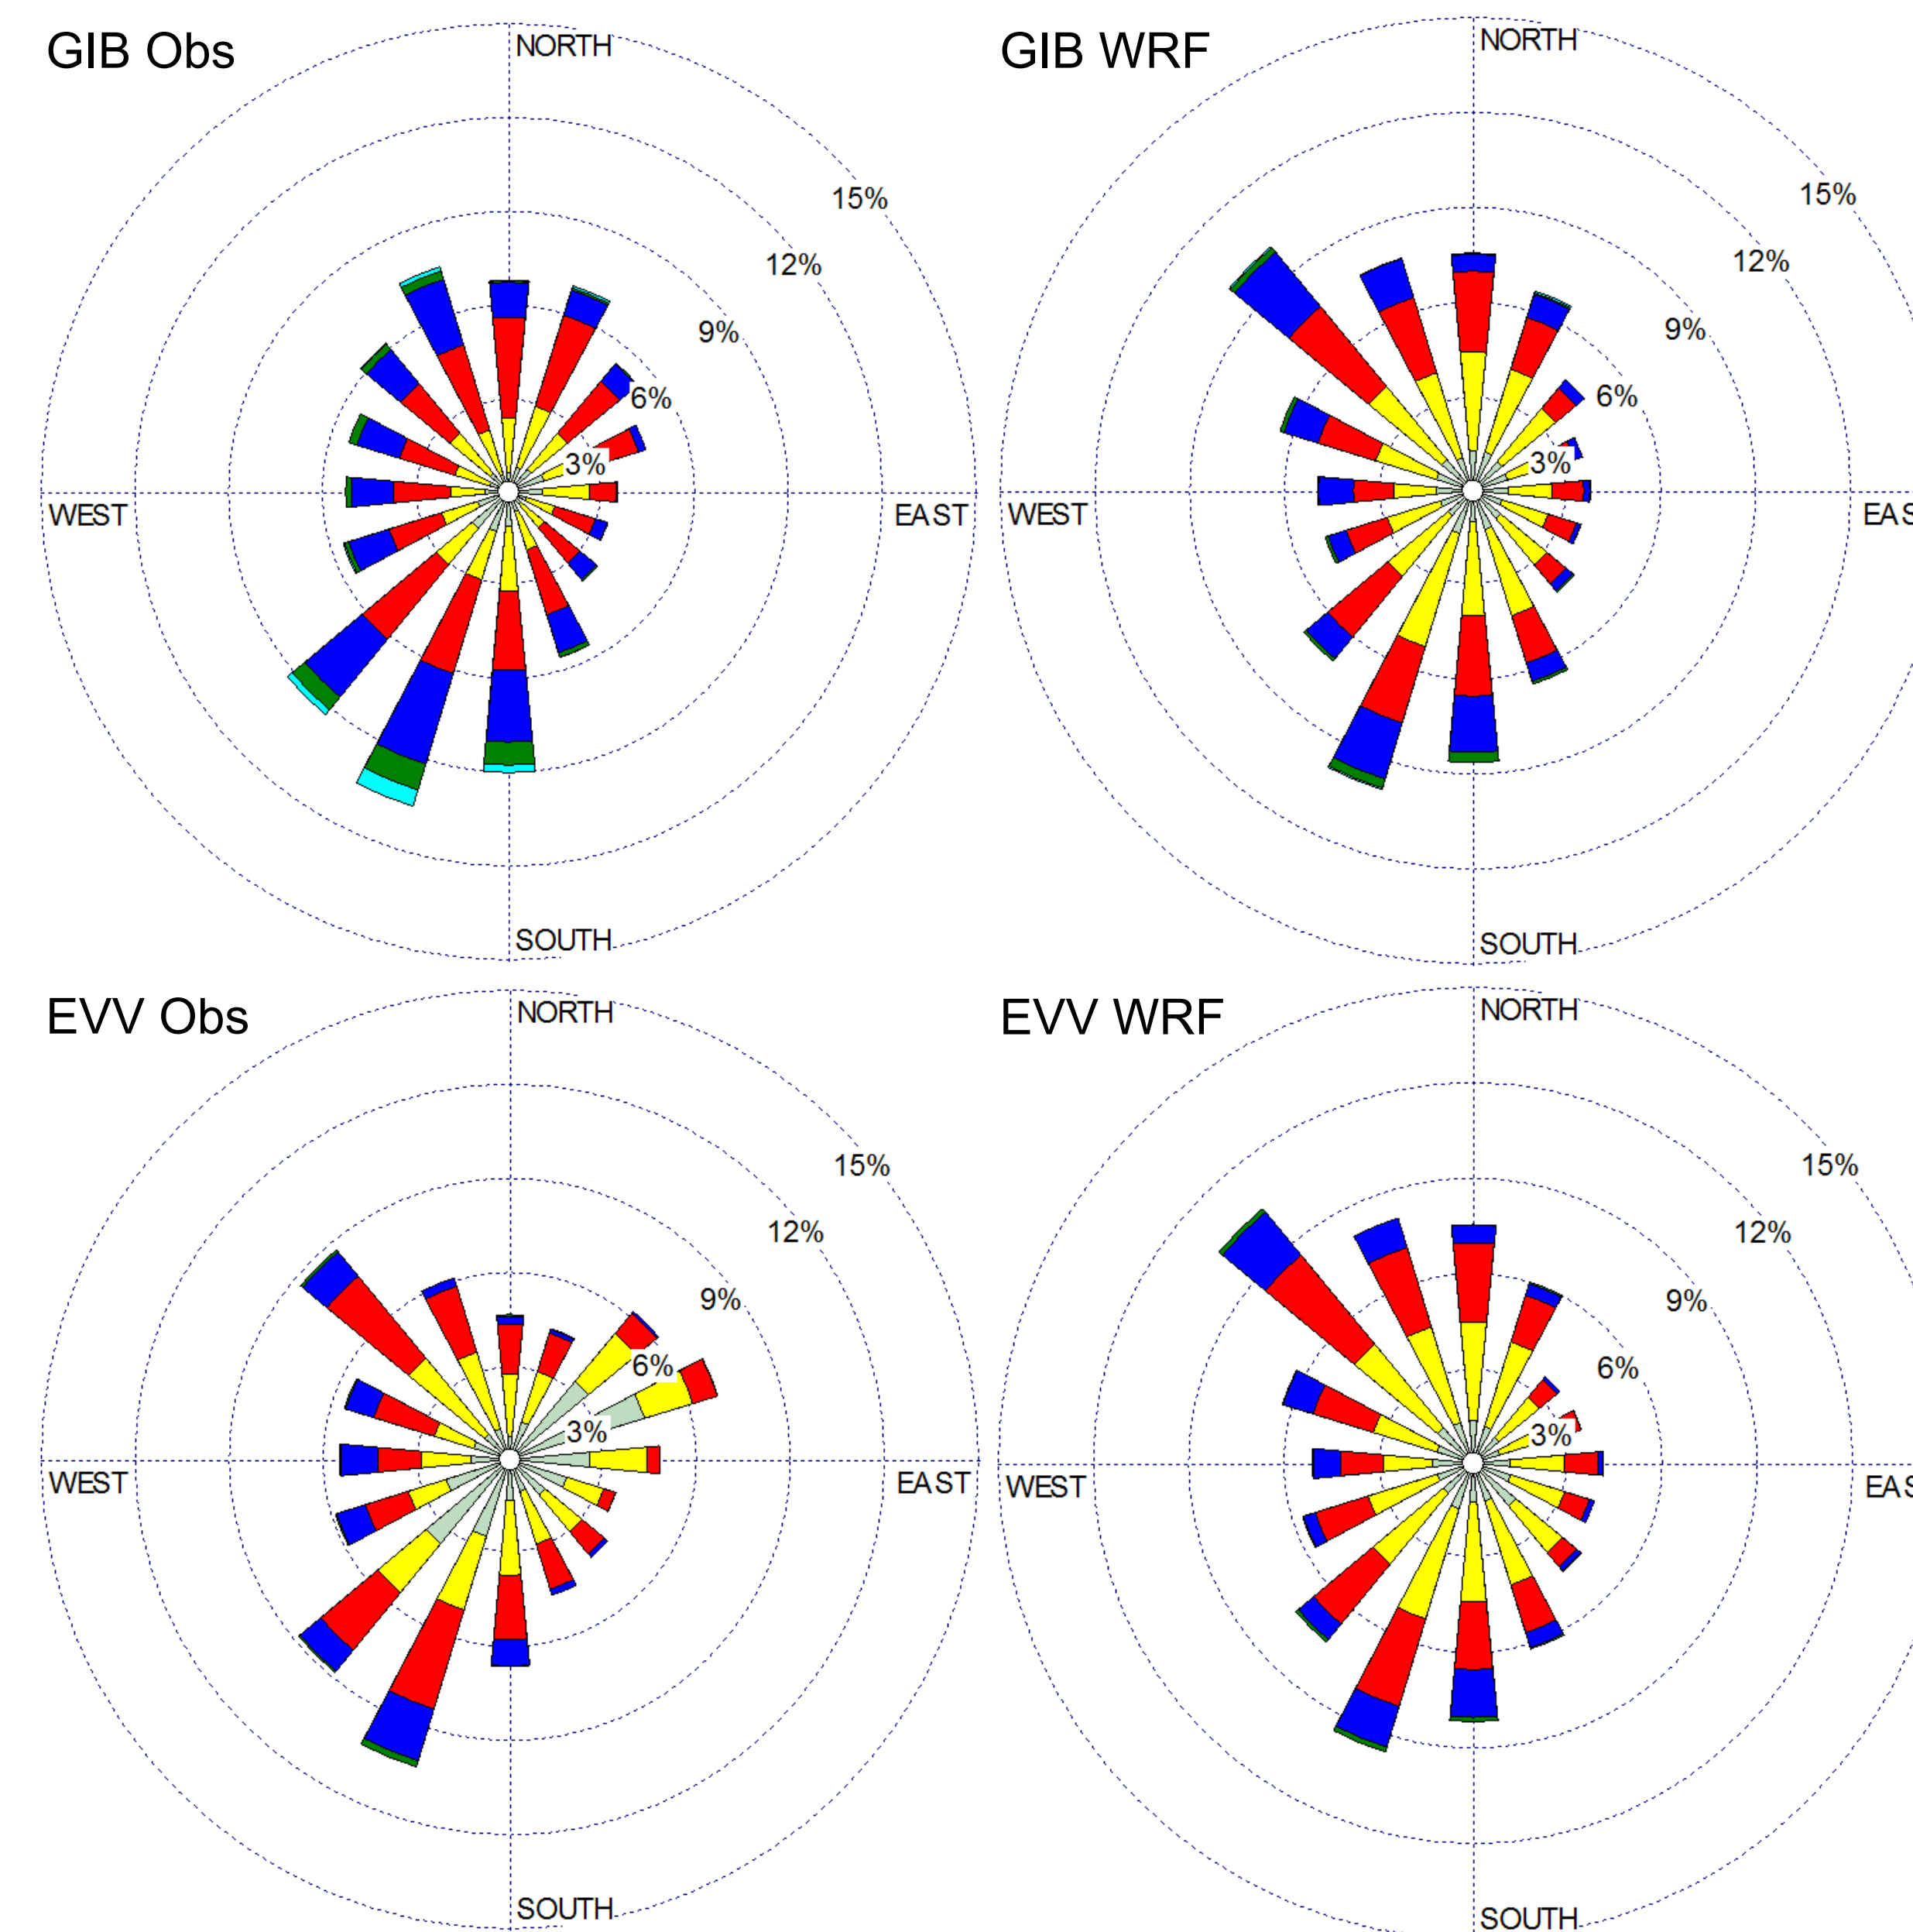 GIB Obs
NORTH
15%
12%
9%
6%
3%
WEST
EAST
SOUTH
GIB WRF
NORTH
15%
12%
9%
6%
3%
WEST
EAS
SOUTH
EVV Obs
NORTH
15%
12%
9%
6%
3%
WEST
EAST
SOUTH
EVV WRF
NORTH
15%
12%
9%
6%
3%
WEST
EAS
SOUTH